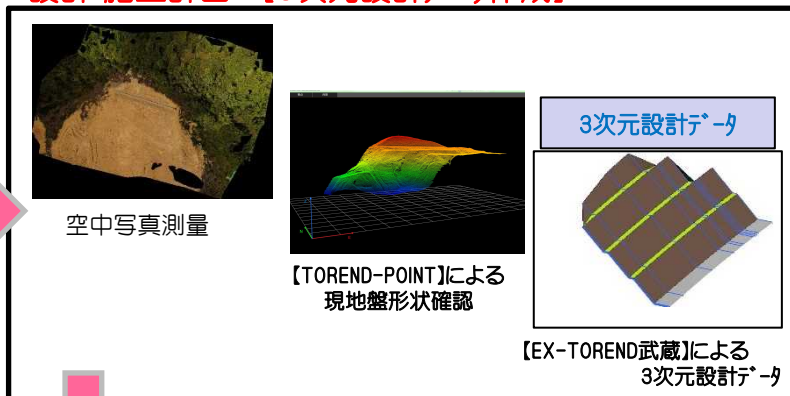 空中写真測量
【TOREND-POINT】による
現地盤形状確認
3次元設計ﾃﾞｰﾀ
【EX-TOREND武蔵】による
3次元設計ﾃﾞｰﾀ